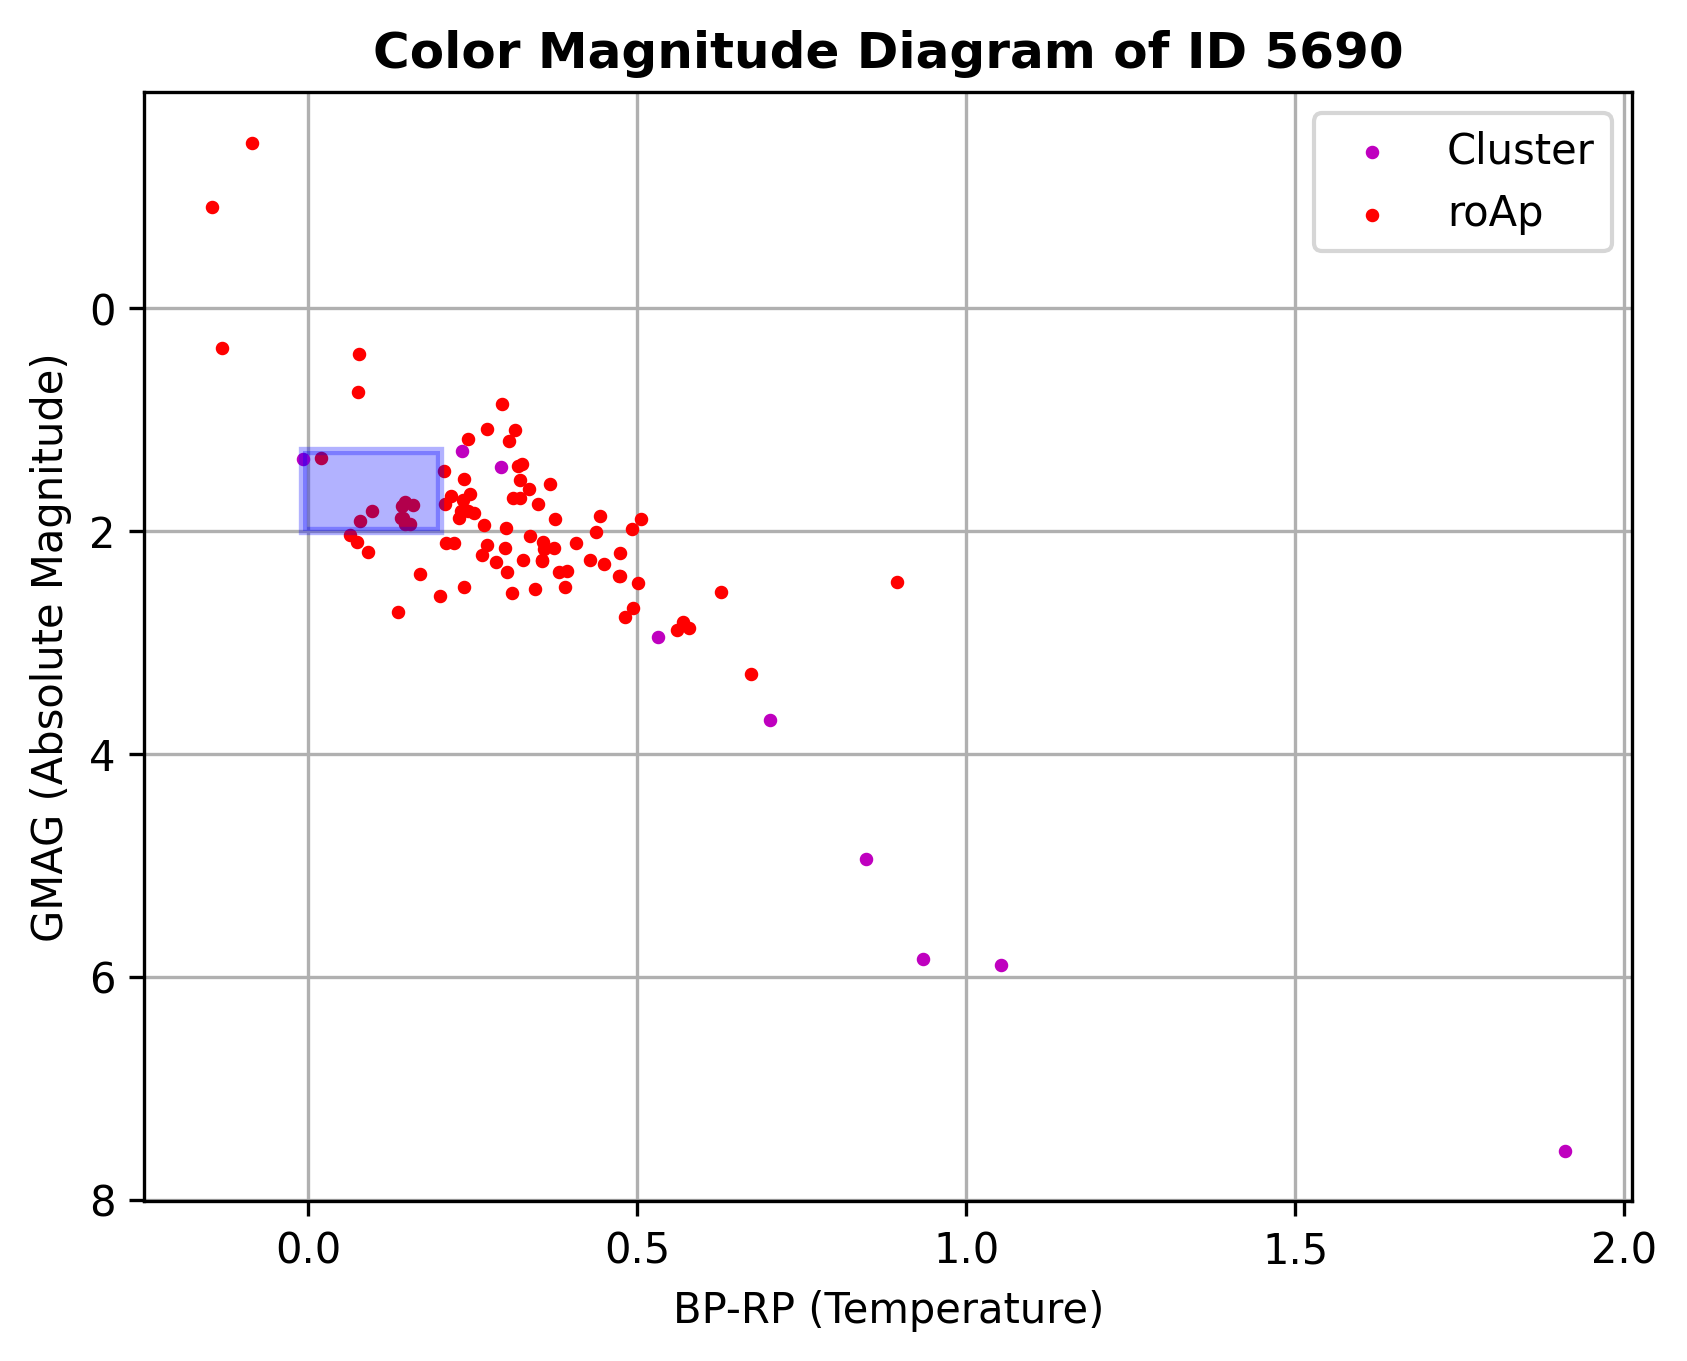 Color Magnitude Diagram of ID 5690
Cluster
roAp
GMAG (Absolute Magnitude)
0
2
4
6
8
0.0 0.5 1.0 1.5 2.0
BP-RP (Temperature)